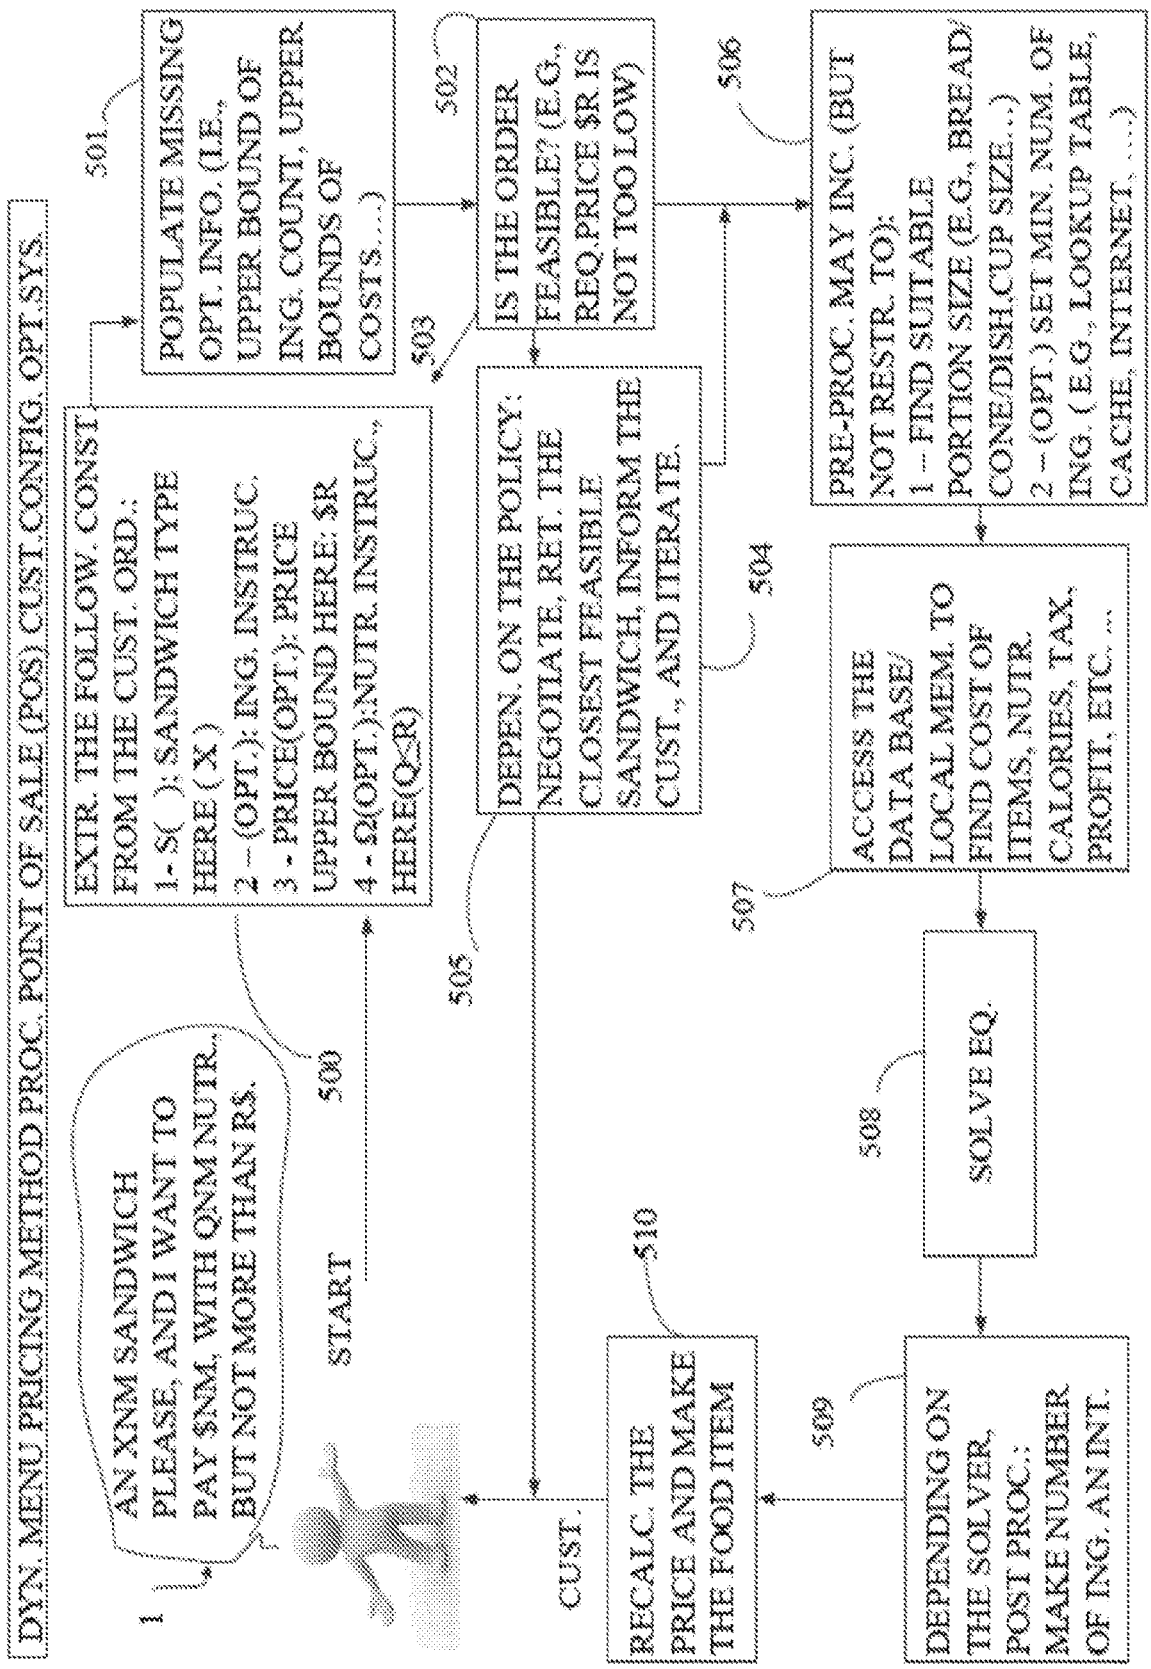 DYN. MENU PRICING METHOD PROC. POINT OF SALE (POS) CUST.CONFIG. OPT.SYS.
1
AN XNM SANDWICH
PLEASE, AND I WANT TO
PAY $NM, WITH QNM NUTR.,
BUT NOT MORE THAN R$.
START
500
EXTR. THE FOLLOW. CONST
FROM THE CUST. ORD.:
1- S( ); SANDWICH TYPE
HERE ( X )
2 – (OPT.): ING. INSTRUC.
3 - PRICE(OPT.): PRICE
UPPER BOUND HERE: $R
4 - Ω(OPT.):NUTR. INSTRUC.,
HERE(Q≤R)
501
POPULATE MISSING
OPT. INFO. (I.E.,
UPPER BOUND OF
ING. COUNT, UPPER
BOUNDS OF
COSTS....)
502
IS THE ORDER
FEASIBLE? (E.G.,
REQ.PRICE $R IS
NOT TOO LOW)
503
505
DEPEN. ON THE POLICY:
NEGOTIATE, RET. THE
CLOSEST FEASIBLE
SANDWICH, INFORM THE
CUST., AND ITERATE.
504
506
PRE-PROC. MAY INC. (BUT
NOT RESTR. TO):
1 – FIND SUITABLE
PORTION SIZE (E.G., BREAD/
CONE/DISH,CUP SIZE...)
2 – (OPT.) SET MIN. NUM. OF
ING. ( E.G., LOOKUP TABLE,
CACHE, INTERNET, ....)
507
ACCESS THE
DATA BASE/
LOCAL MEM. TO
FIND COST OF
ITEMS, NUTR.
CALORIES, TAX,
PROFIT, ETC. ...
508
SOLVE EQ.
509
DEPENDING ON
THE SOLVER,
POST PROC.:
MAKE NUMBER
OF ING. AN INT.
510
RECALC. THE
PRICE AND MAKE
THE FOOD ITEM
CUST.